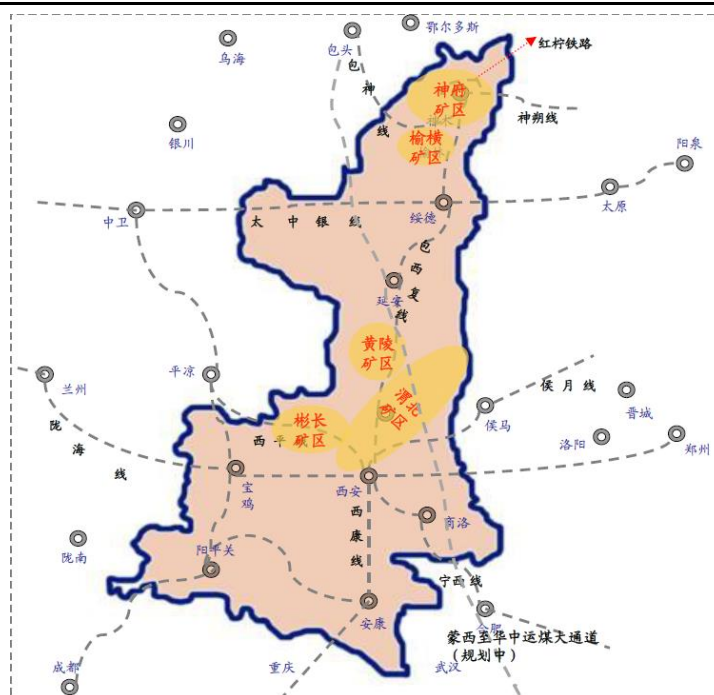 鄂尔多斯
乌海
包头
红柠铁路
包
神
线
神府
矿区
神朔线
银川
榆横
矿区
阳泉
太原
中卫
太中银线
绥德
包
西
复
线
延安
黄陵
矿区
兰州
平凉
渭北
矿区
侯月线
晋城
侯马
彬长
矿区
洛阳
郑州
陇
海
线
西平
宝
鸡
西安
西
康
线
商洛
陇南
阳平关
宁西线
安康
合肥
蒙西至华中运煤大通道
（规划中）
成都
重庆
武汉